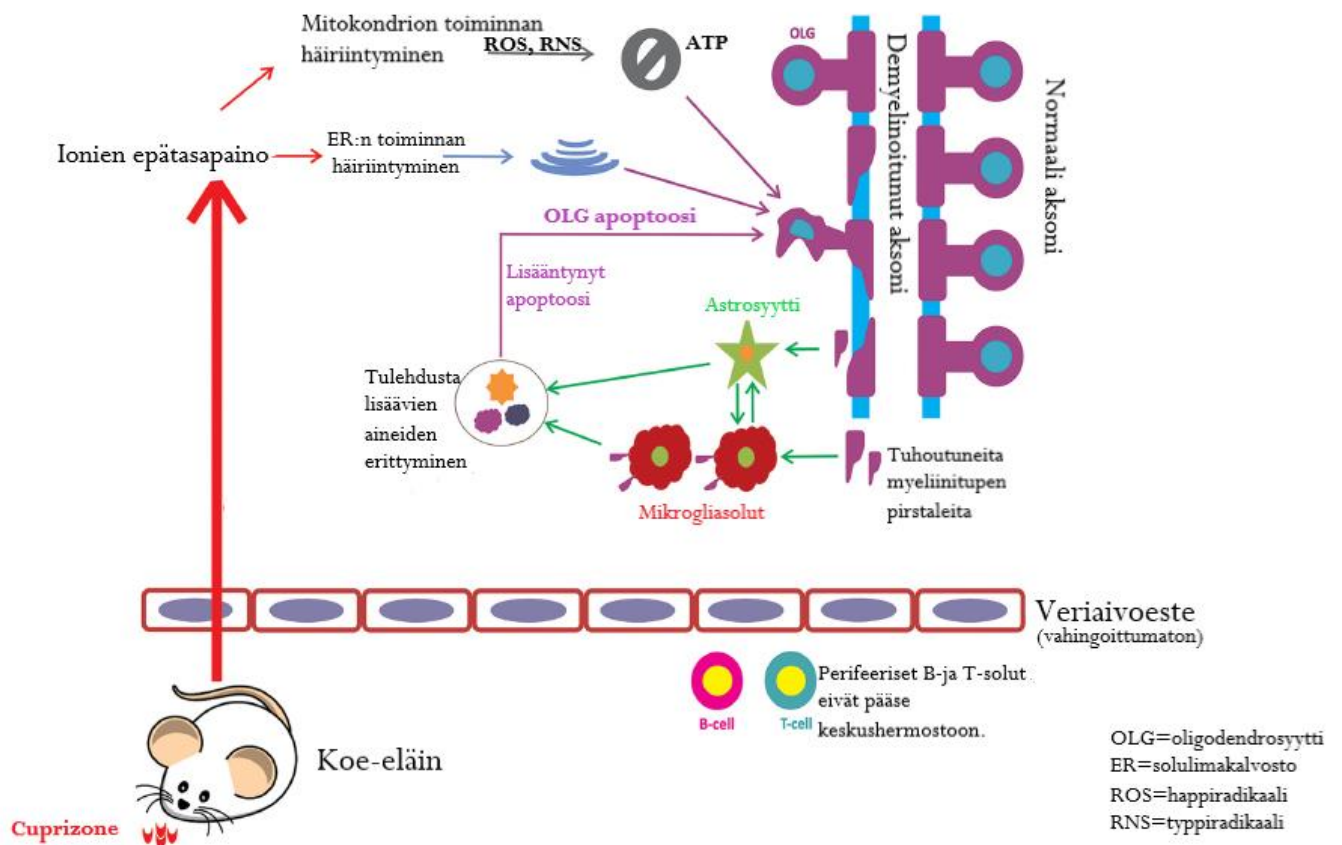 Mitokondrion toiminnan
häiriintyminen
ROS, RNS
ATP
OLG
Demyelinoitunut aksoni
Normaali aksoni
Ionien epätasapaino
ER:n toiminnan
häiriintyminen
OLG apoptoosi
Lisääntynyt
apoptoosi
Astrosyytti
Tulehdusta
lisäävien
aineiden
erittyminen
Mikrogliasolut
Tuhoutuneita
myeliinitupen
pirstaleita
Veriaivoeste
(vahingoittumaton)
B-cell
T-cell
Perifeeriset B-ja T-solut
eivät pääse
keskushermostoon.
Koe-eläin
Cuprizone
OLG=oligodendrosyytti
ER=solulimakalvosto
ROS=happiradikaali
RNS=typpiradikaali